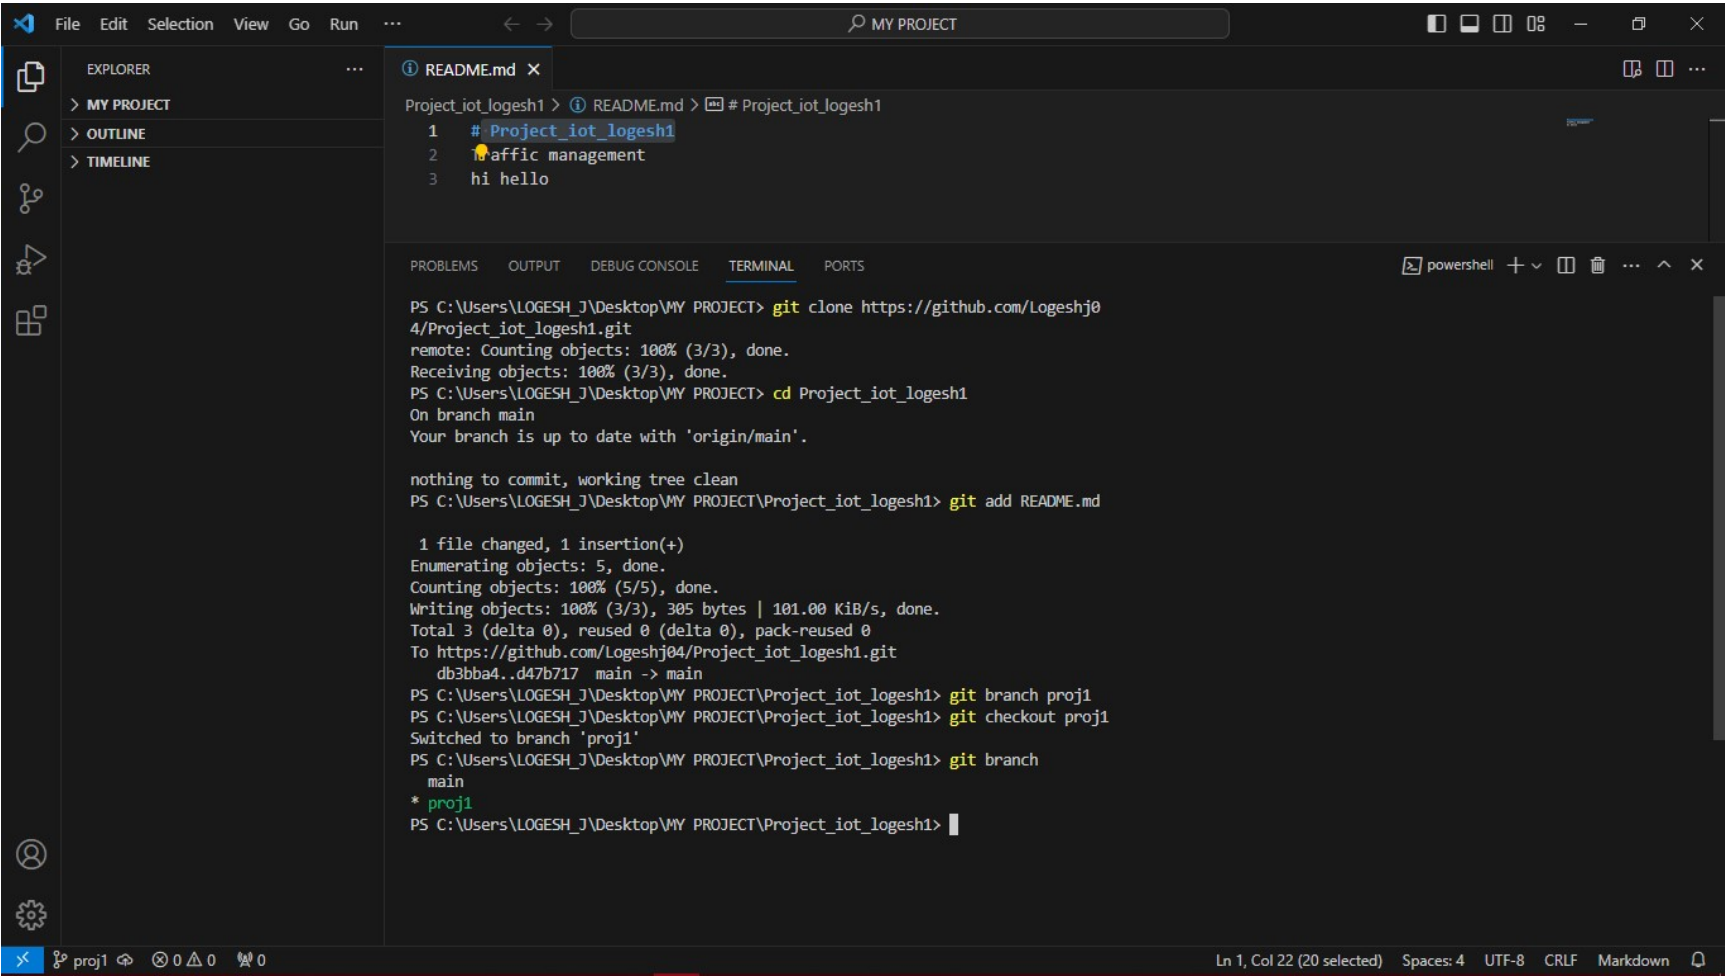 File Edit Selection View Go Run ... MY PROJECT
EXPLORER ...
MY PROJECT
OUTLINE
TIMELINE
README.md
Project_iot_logesh1 > README.md > # Project_iot_logesh1
1 # Project_iot_logesh1
2 Traffic management
3 hi hello
PROBLEMS OUTPUT DEBUG CONSOLE TERMINAL PORTS powershell
PS C:\Users\LOGESH_J\Desktop\MY PROJECT> git clone https://github.com/Logeshj0
4/Project_iot_logesh1.git
remote: Counting objects: 100% (3/3), done.
Receiving objects: 100% (3/3), done.
PS C:\Users\LOGESH_J\Desktop\MY PROJECT> cd Project_iot_logesh1
On branch main
Your branch is up to date with 'origin/main'.
nothing to commit, working tree clean
PS C:\Users\LOGESH_J\Desktop\MY PROJECT\Project_iot_logesh1> git add README.md
1 file changed, 1 insertion(+)
Enumerating objects: 5, done.
Counting objects: 100% (5/5), done.
Writing objects: 100% (3/3), 305 bytes | 101.00 KiB/s, done.
Total 3 (delta 0), reused 0 (delta 0), pack-reused 0
To https://github.com/Logeshj04/Project_iot_logesh1.git
db3bba4..d47b717 main -> main
PS C:\Users\LOGESH_J\Desktop\MY PROJECT\Project_iot_logesh1> git branch proj1
PS C:\Users\LOGESH_J\Desktop\MY PROJECT\Project_iot_logesh1> git checkout proj1
Switched to branch 'proj1'
PS C:\Users\LOGESH_J\Desktop\MY PROJECT\Project_iot_logesh1> git branch
main
* proj1
PS C:\Users\LOGESH_J\Desktop\MY PROJECT\Project_iot_logesh1>
proj1 0 0 0 Ln 1, Col 22 (20 selected) Spaces: 4 UTF-8 CRLF Markdown